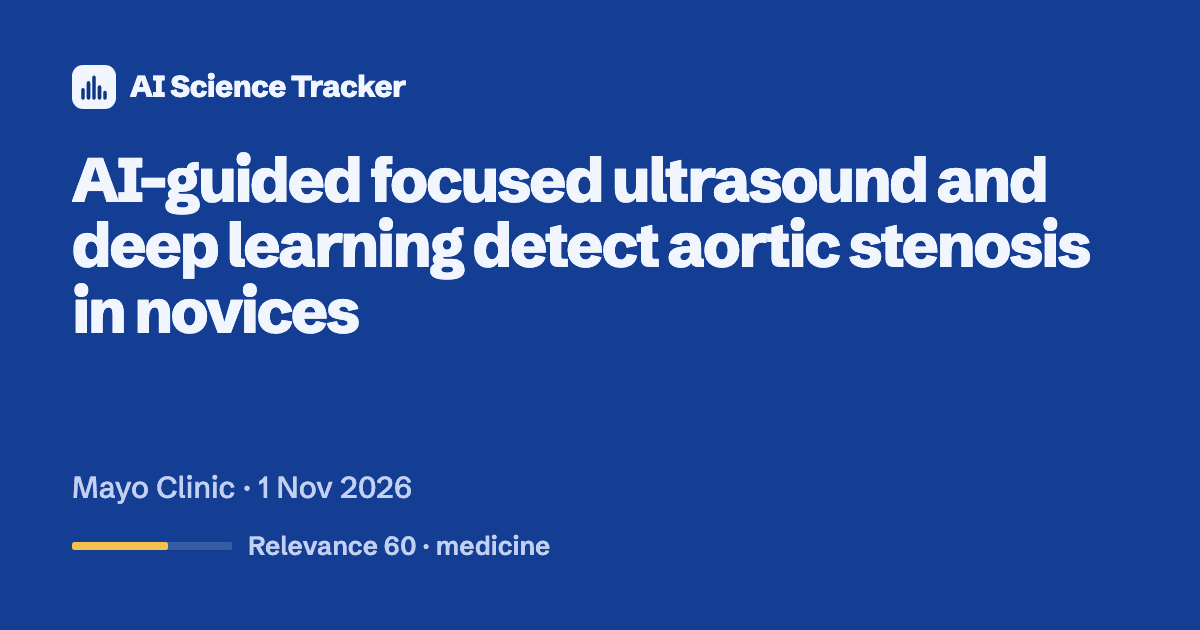 AI Science Tracker
AI-guided focused ultrasound and
deep learning detect aortic stenosis
in novices
Mayo Clinic · 1 Nov 2026
Relevance 60 · medicine